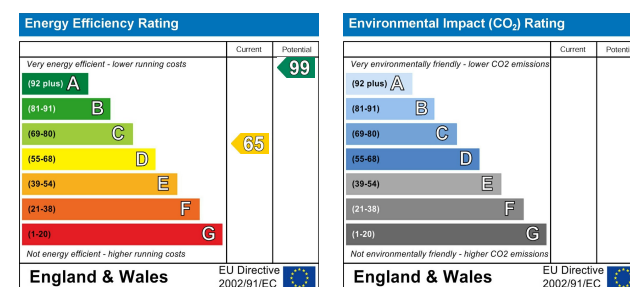 Energy Efficiency Rating
Current Potential
Very energy efficient - lower running costs
99
(92 plus) A
(81-91) B
(69-80) C
65
(55-68) D
(39-54) E
(21-38) F
(1-20) G
Not energy efficient - higher running costs
England & Wales
EU Directive
2002/91/EC
Environmental Impact (CO₂) Rating
Current Potential
Very environmentally friendly - lower CO2 emissions
(92 plus) A
(81-91) B
(69-80) C
(55-68) D
(39-54) E
(21-38) F
(1-20) G
Not environmentally friendly - higher CO2 emissions
England & Wales
EU Directive
2002/91/EC